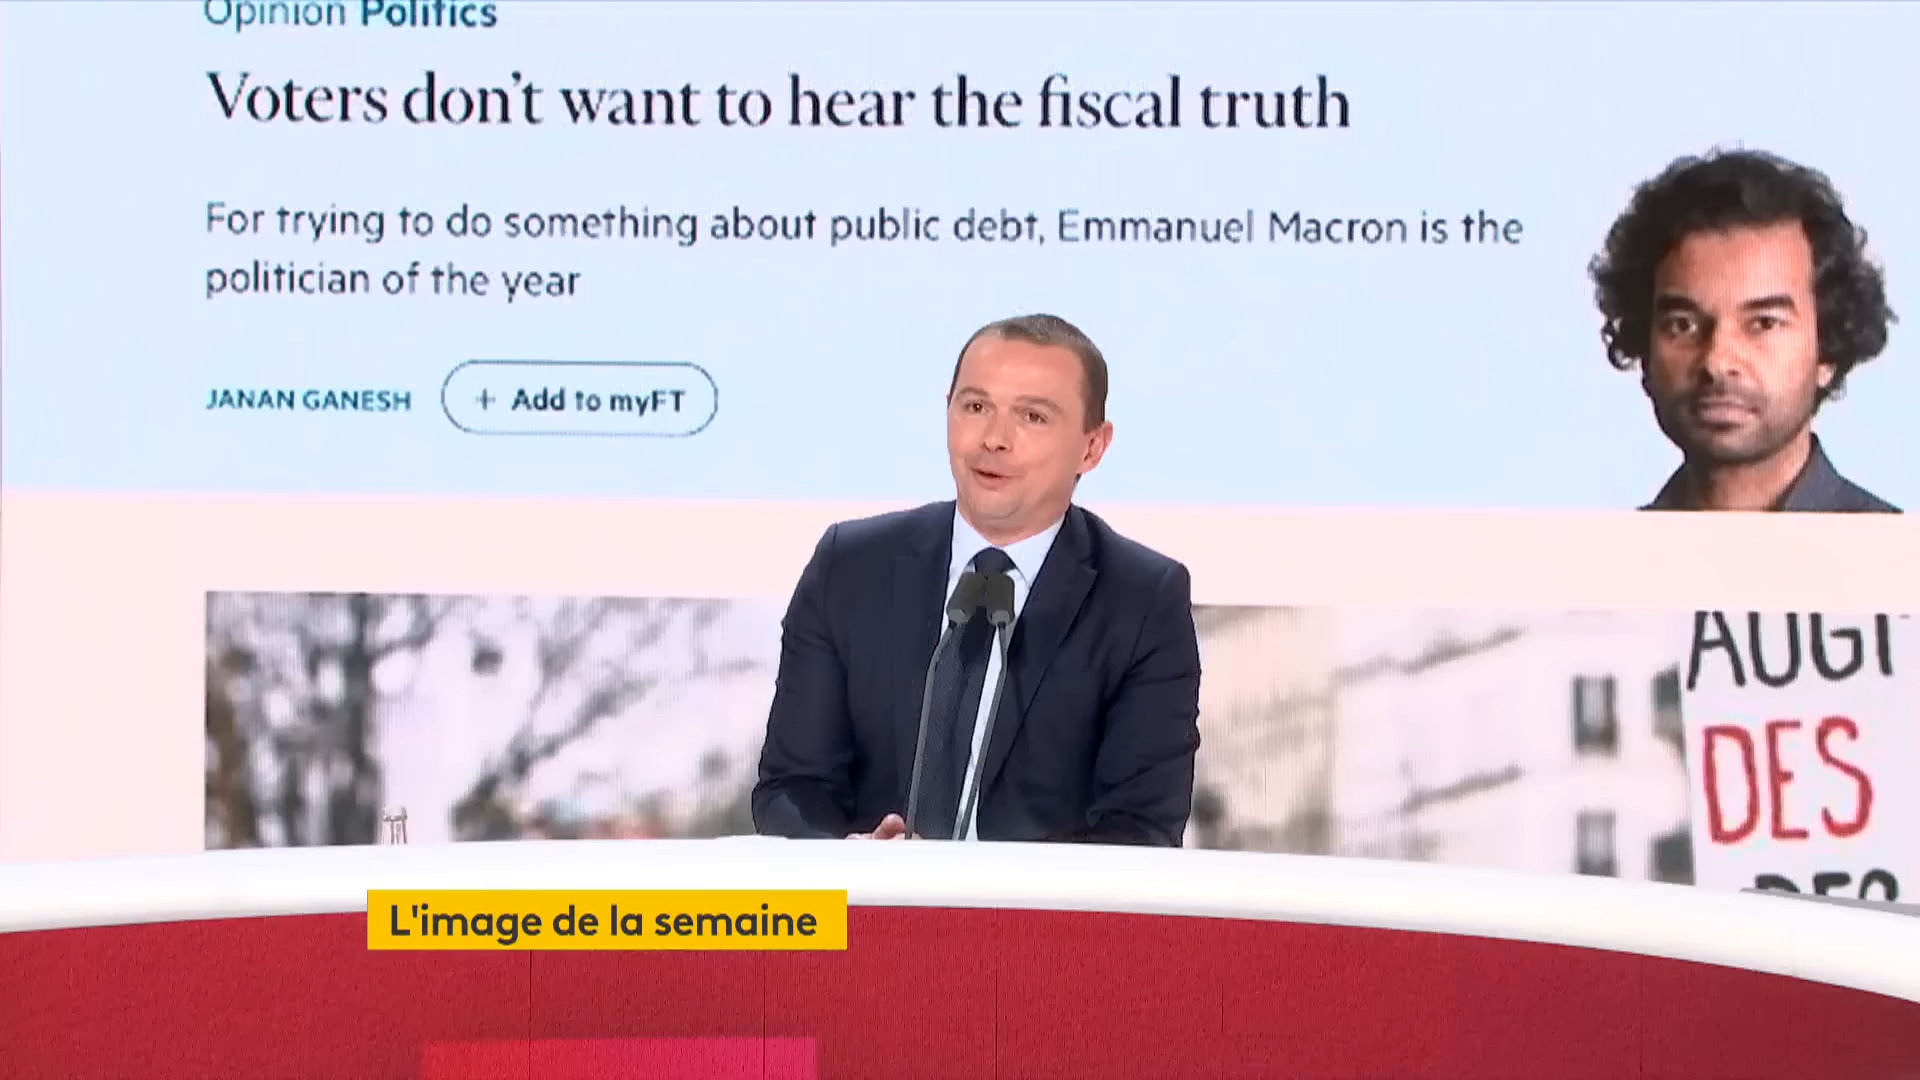 Opinion Politics
Voters don't want to hear the fiscal truth
For trying to do something about public debt, Emmanuel Macron is the
politician of the year
JANAN GANESH
+ Add to myFT
AUGI
DES
L'image de la semaine